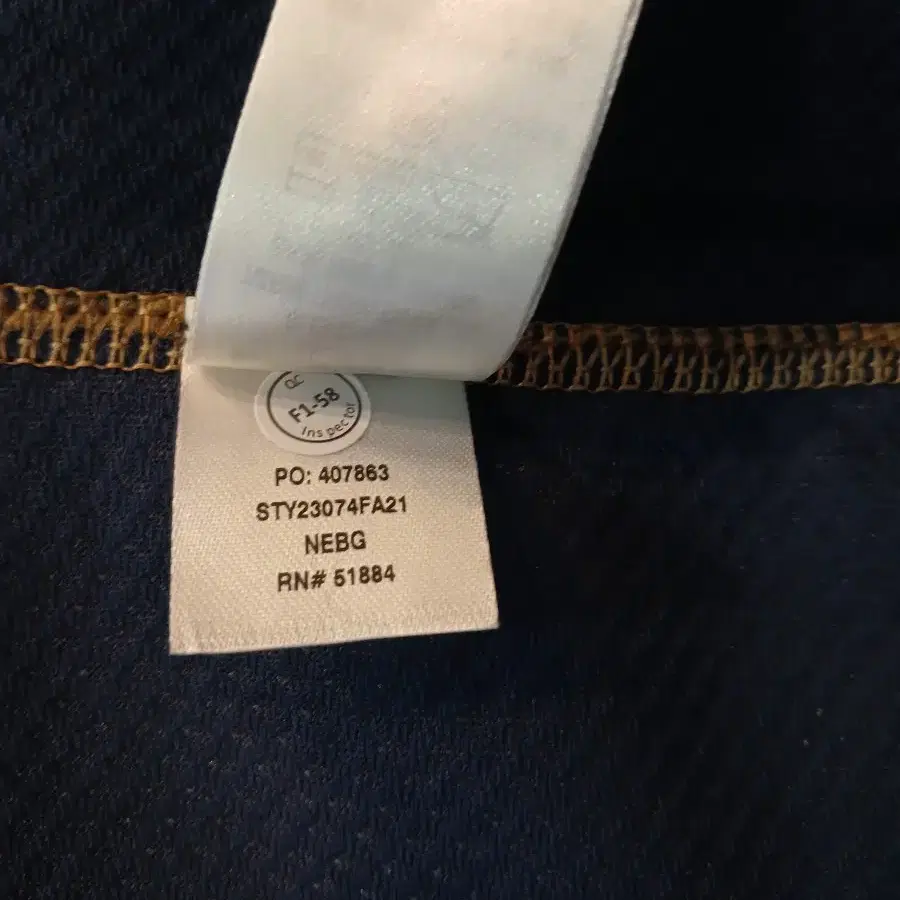 QC
F1-58
Inspector
PO: 407863
STY23074FA21
NEBG
RN# 51884